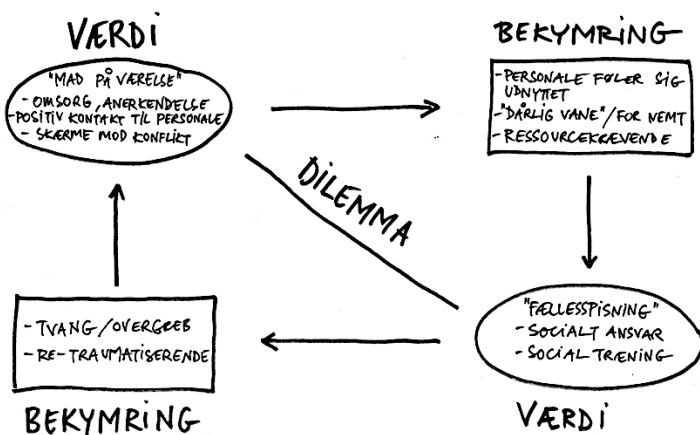 VÆRDI
"MAD PÅ VÆRELSE"
- OMSORG, ANERKENDELSE
- POSITIV KONTAKT TIL PERSONALE
- SKÆRME MOD KONFLIKT
BEKYMRING
- PERSONALE FØLER SIG
UDNYTTET
- "DÅRLIG VANE"/FOR NEMT
- RESSOURCEKRÆVENDE
DILEMMA
- TVANG/OVERGREB
- RE-TRAUMATISERENDE
BEKYMRING
"FÆLLESSPISNING"
- SOCIALT ANSVAR
- SOCIAL TRÆNING
VÆRDI